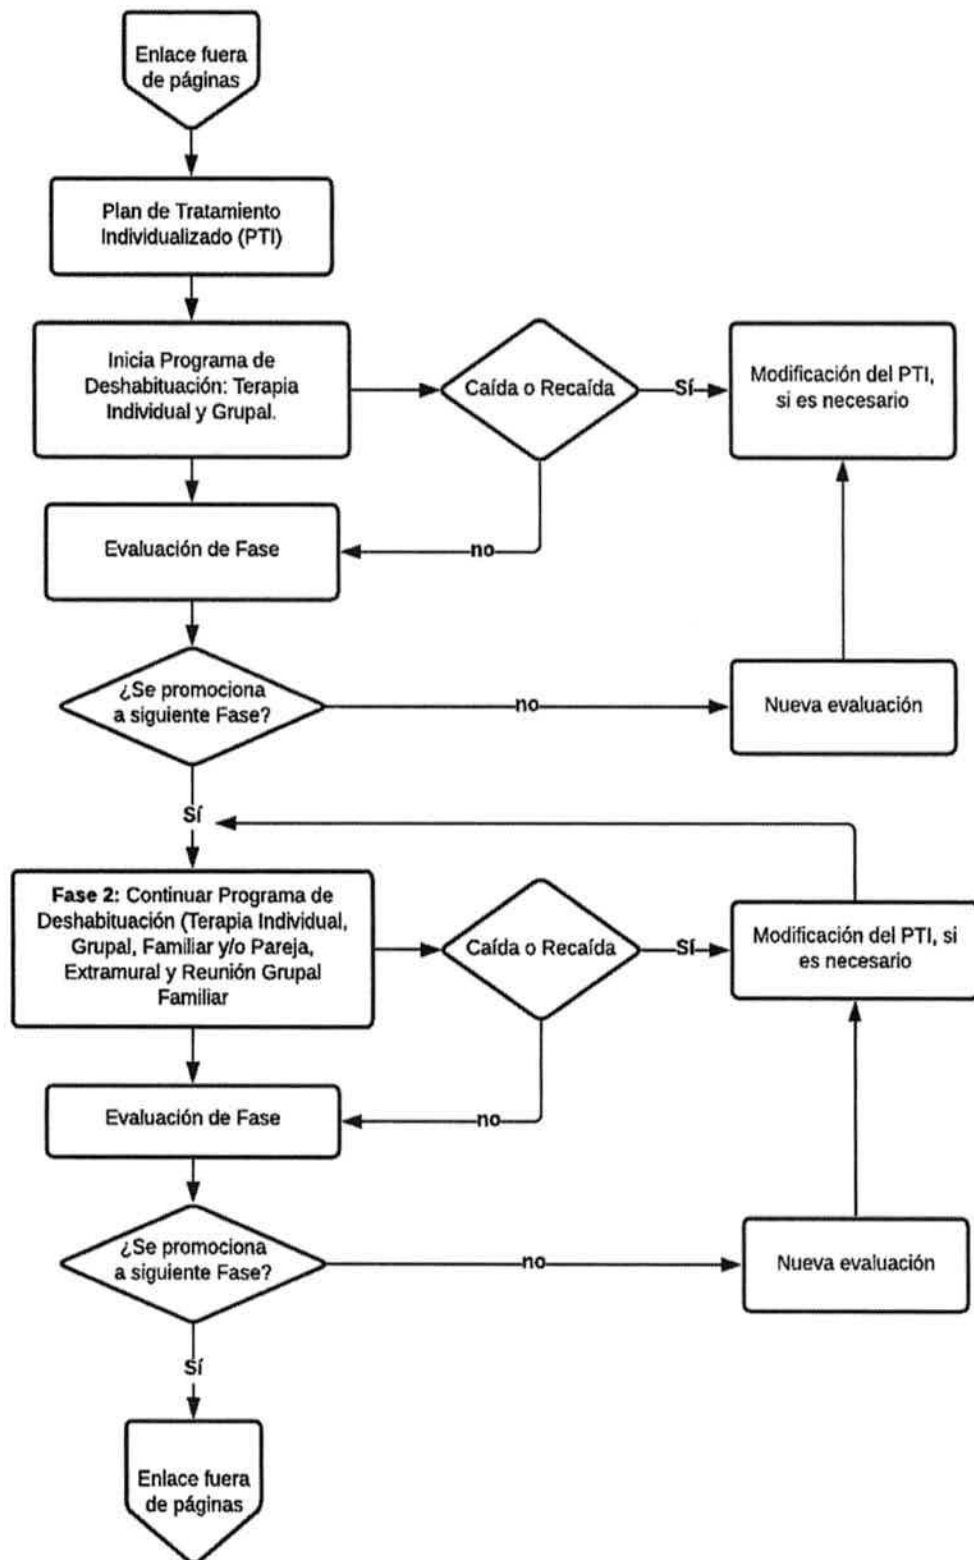 Enlace fuera
de páginas
Plan de Tratamiento
Individualizado (PTI)
Inicia Programa de
Deshabituación: Terapia
Individual y Grupal.
Caída o Recaída
Sí
Modificación del PTI,
si es necesario
Evaluación de Fase
no
¿Se promociona
a siguiente Fase?
no
Nueva evaluación
Sí
Fase 2: Continuar Programa de
Deshabituación (Terapia Individual,
Grupal, Familiar y/o Pareja,
Extramural y Reunión Grupal
Familiar
Caída o Recaída
Sí
Modificación del PTI, si
es necesario
Evaluación de Fase
no
¿Se promociona
a siguiente Fase?
no
Nueva evaluación
Sí
Enlace fuera
de páginas